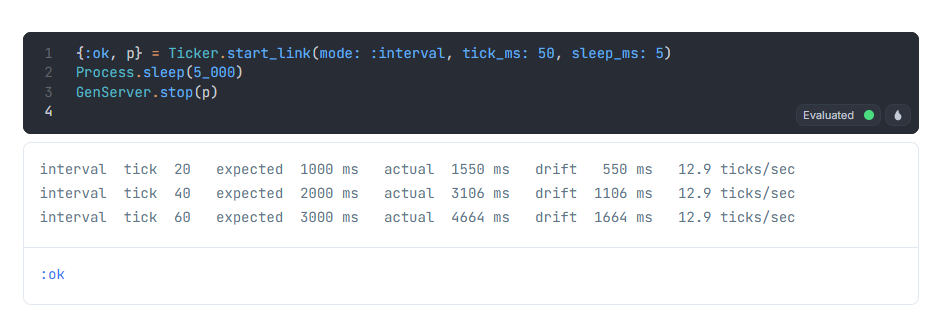 1 {:ok, p} = Ticker.start_link(mode: :interval, tick_ms: 50, sleep_ms: 5)
2 Process.sleep(5_000)
3 GenServer.stop(p)
4
Evaluated
interval tick 20 expected 1000 ms actual 1550 ms drift 550 ms 12.9 ticks/sec
interval tick 40 expected 2000 ms actual 3106 ms drift 1106 ms 12.9 ticks/sec
interval tick 60 expected 3000 ms actual 4664 ms drift 1664 ms 12.9 ticks/sec
:ok